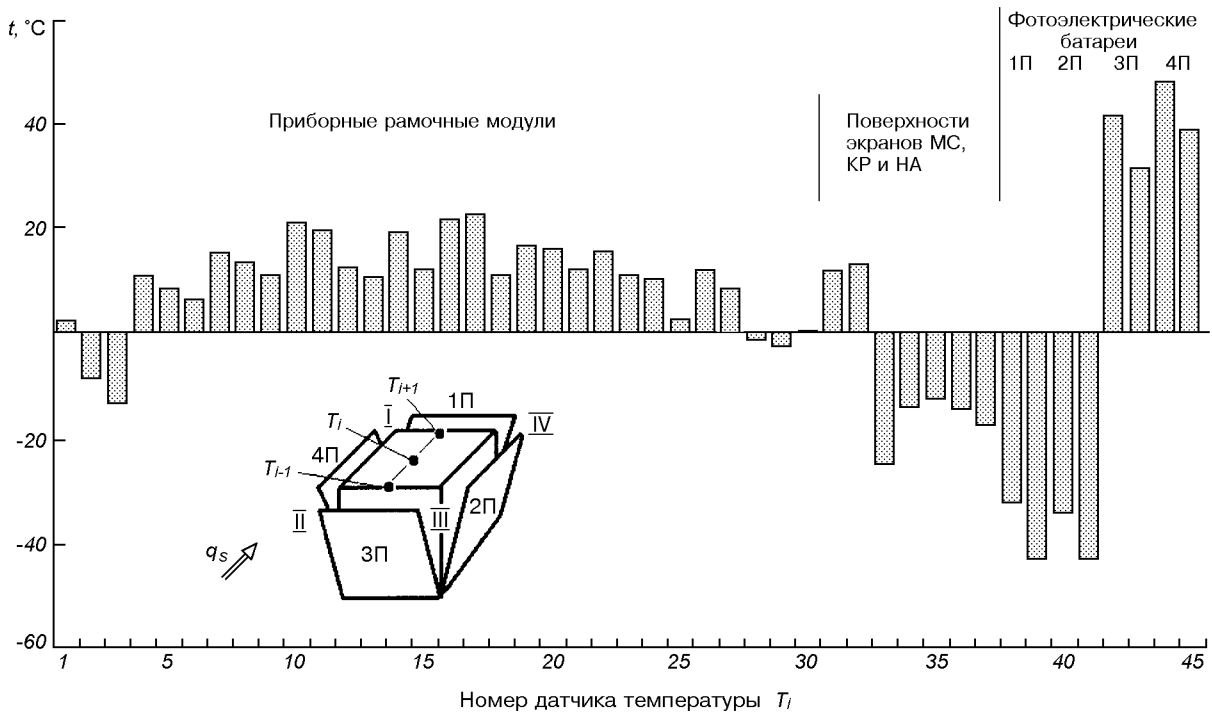 t, °C
Фотоэлектрические
батареи
1П 2П 3П 4П
Приборные рамочные модули
Поверхности
экранов МС,
КР и НА
40
20
0
-20
-40
-60
T_{i+1}
1П
T_i
I
IV
4П
T_{i-1}
2П
II
III
3П
q_s
1 5 10 15 20 25 30 35 40 45
Номер датчика температуры T_i